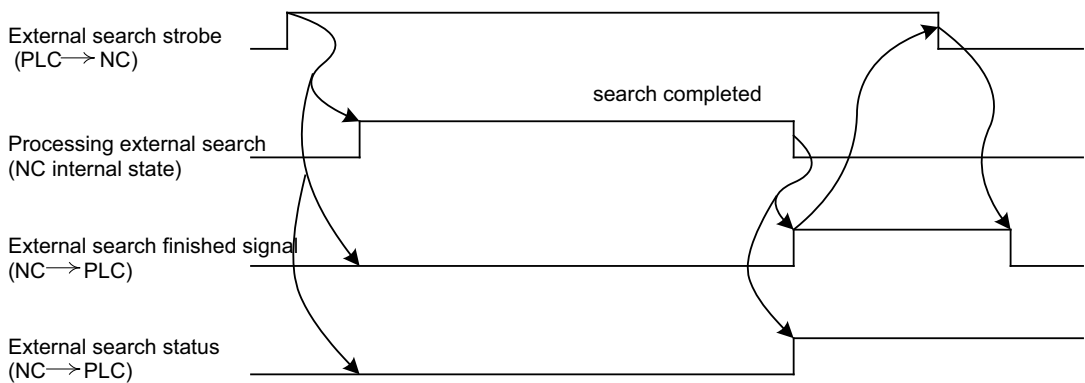 External search strobe
(PLC→NC)
search completed
Processing external search
(NC internal state)
External search finished signal
(NC→PLC)
External search status
(NC→PLC)